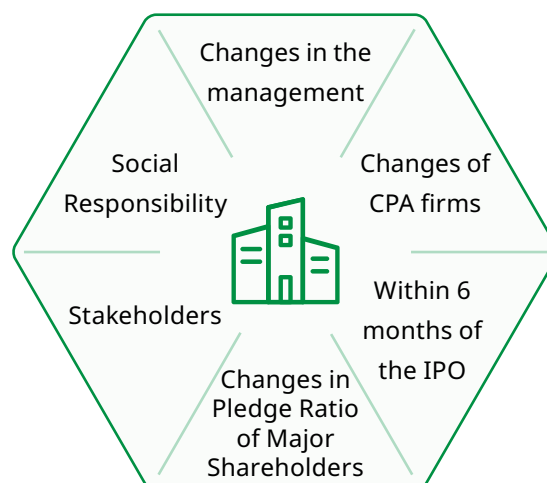 Changes in the
management
Social
Responsibility
Changes of
CPA firms
Stakeholders
Within 6
months of
the IPO
Changes in
Pledge Ratio
of Major
Shareholders